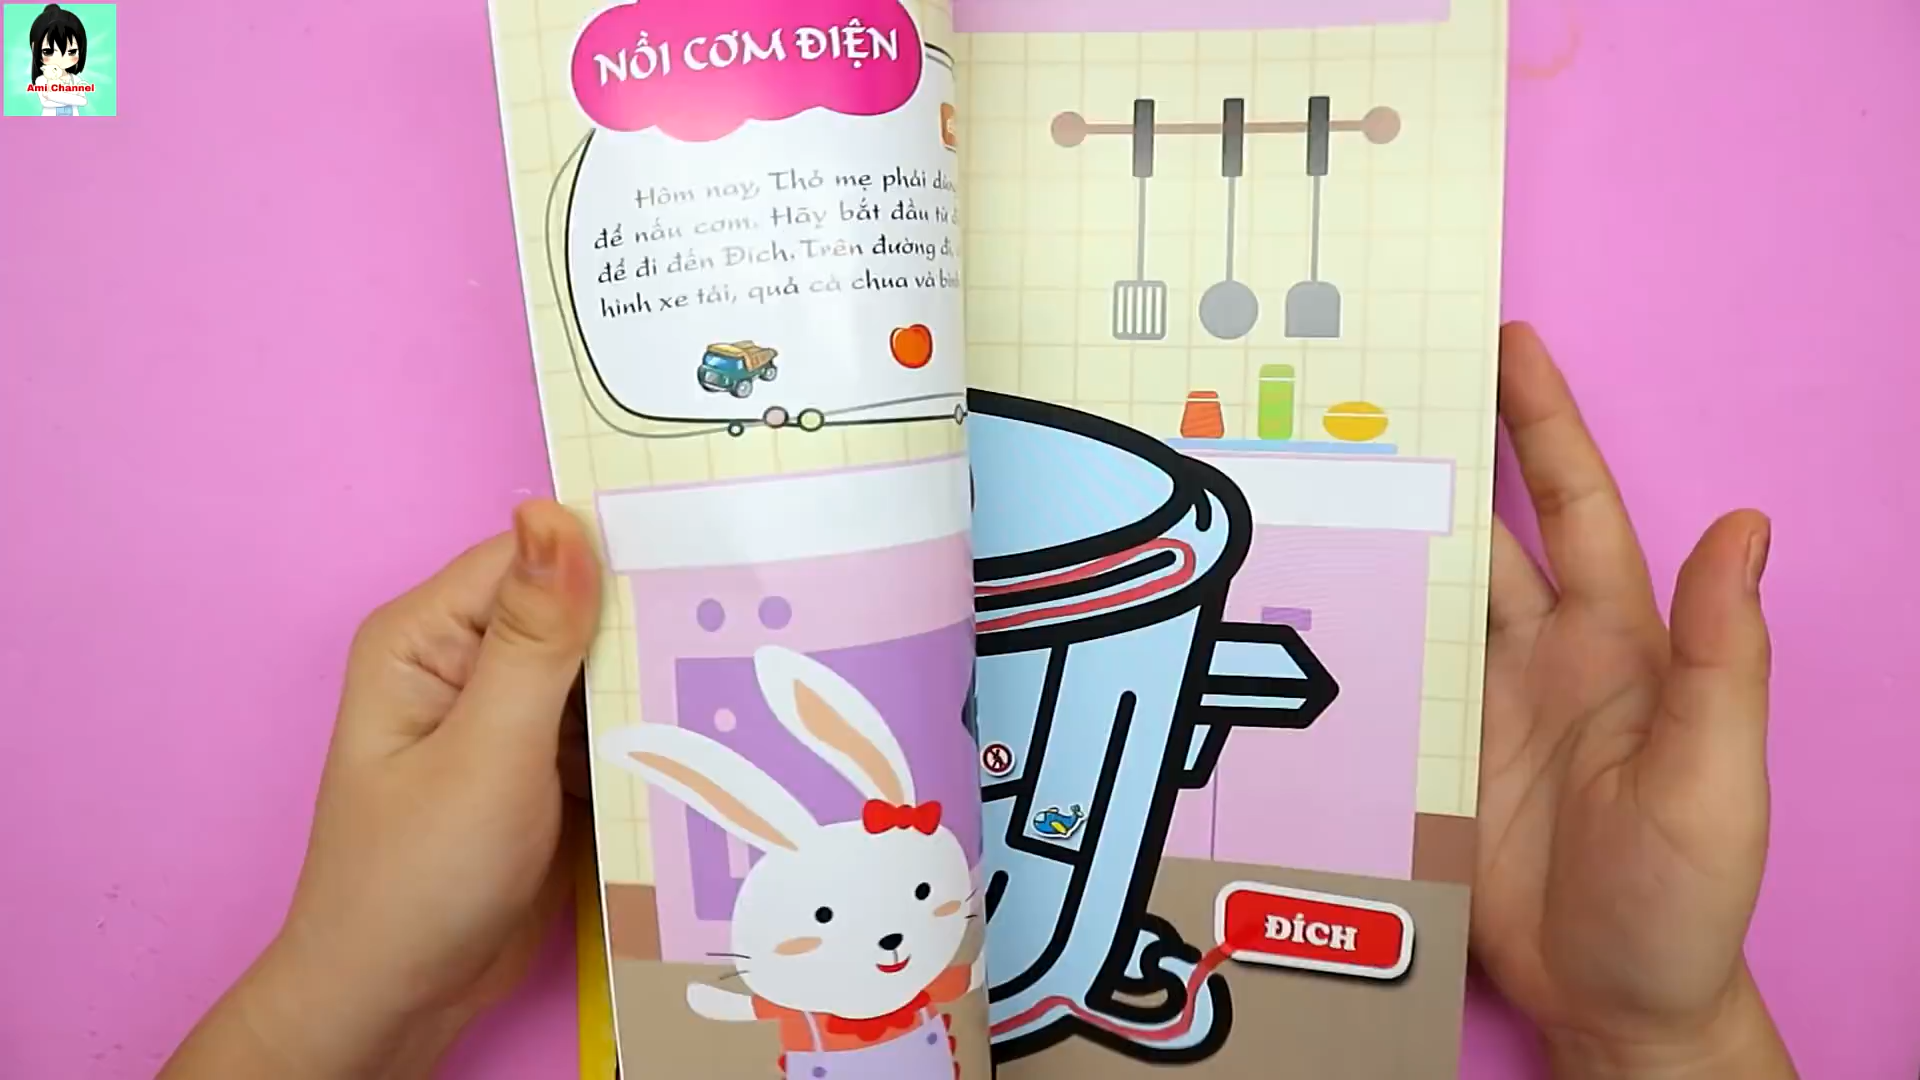 Ami Channel
NỒI CƠM ĐIỆN
Hôm nay, Thỏ mẹ phải
để nấu cơm. Hãy bắt đầu từ
để đi đến Đích. Trên đường đi,
hình xe tải, quả cà chua và
ĐÍCH